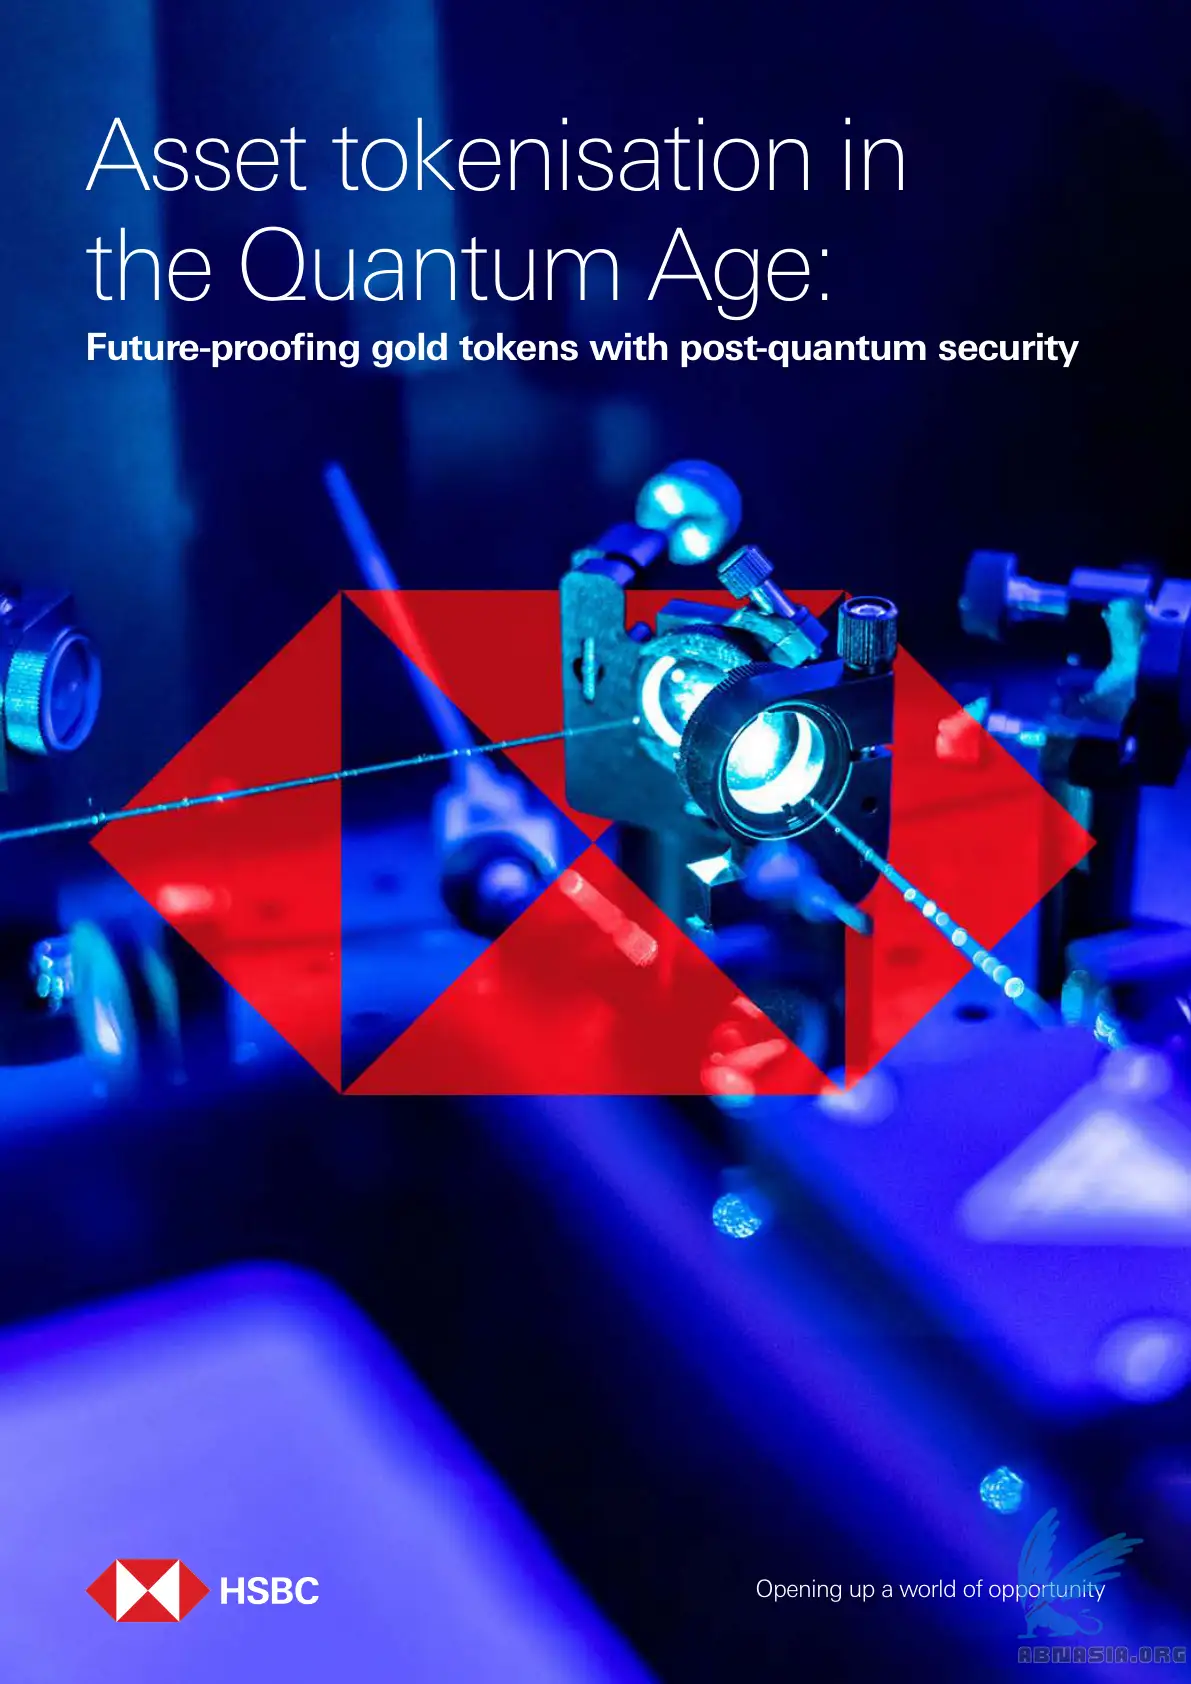 Asset tokenisation in
the Quantum Age:
Future-proofing gold tokens with post-quantum security
HSBC
Opening up a world of opportunity
ABNASIA.ORG